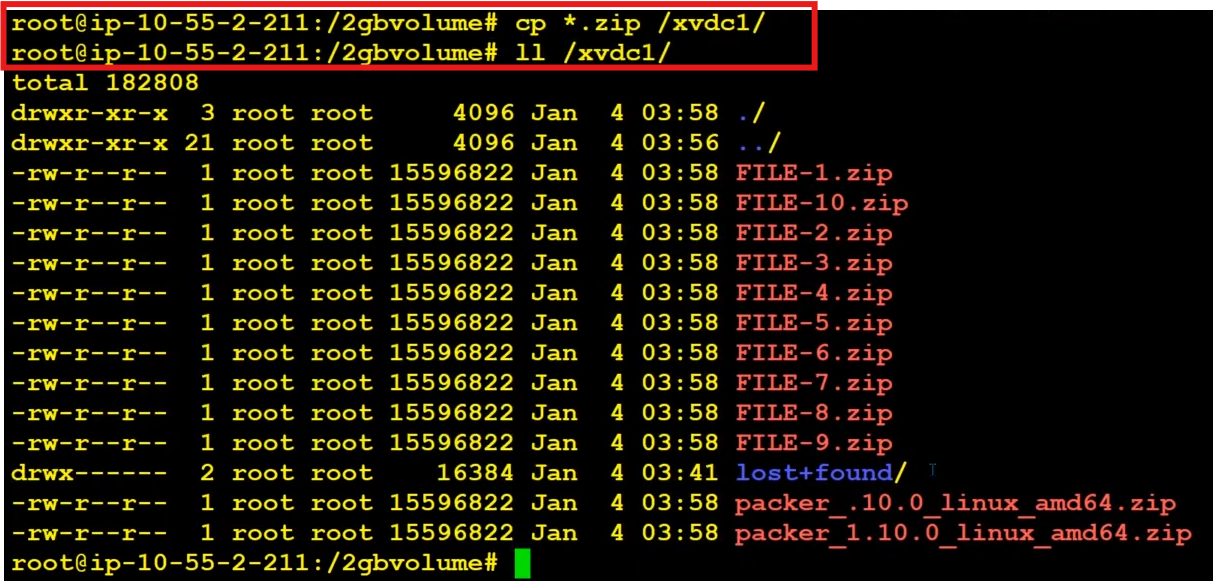 root@ip-10-55-2-211:/2gbvolume# cp *.zip /xvdc1/
root@ip-10-55-2-211:/2gbvolume# ll /xvdc1/
total 182808
drwxr-xr-x  3 root root     4096 Jan  4 03:58 ./
drwxr-xr-x 21 root root     4096 Jan  4 03:56 ../
-rw-r--r--  1 root root 15596822 Jan  4 03:58 FILE-1.zip
-rw-r--r--  1 root root 15596822 Jan  4 03:58 FILE-10.zip
-rw-r--r--  1 root root 15596822 Jan  4 03:58 FILE-2.zip
-rw-r--r--  1 root root 15596822 Jan  4 03:58 FILE-3.zip
-rw-r--r--  1 root root 15596822 Jan  4 03:58 FILE-4.zip
-rw-r--r--  1 root root 15596822 Jan  4 03:58 FILE-5.zip
-rw-r--r--  1 root root 15596822 Jan  4 03:58 FILE-6.zip
-rw-r--r--  1 root root 15596822 Jan  4 03:58 FILE-7.zip
-rw-r--r--  1 root root 15596822 Jan  4 03:58 FILE-8.zip
-rw-r--r--  1 root root 15596822 Jan  4 03:58 FILE-9.zip
drwx------  2 root root    16384 Jan  4 03:41 lost+found/
-rw-r--r--  1 root root 15596822 Jan  4 03:58 packer_.10.0_linux_amd64.zip
-rw-r--r--  1 root root 15596822 Jan  4 03:58 packer_1.10.0_linux_amd64.zip
root@ip-10-55-2-211:/2gbvolume#